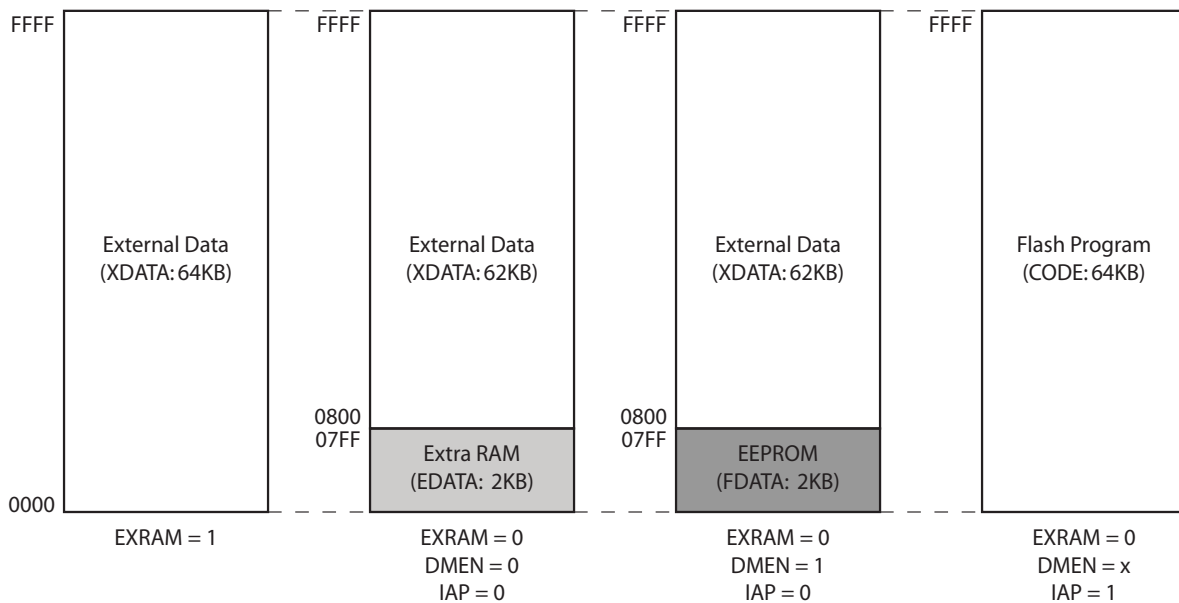 FFFF
FFFF
FFFF
FFFF
External Data
(XDATA: 64KB)
External Data
(XDATA: 62KB)
External Data
(XDATA: 62KB)
Flash Program
(CODE: 64KB)
0800
07FF
0800
07FF
Extra RAM
(EDATA: 2KB)
EEPROM
(FDATA: 2KB)
0000
EXRAM = 1
EXRAM = 0
DMEN = 0
IAP = 0
EXRAM = 0
DMEN = 1
IAP = 0
EXRAM = 0
DMEN = x
IAP = 1